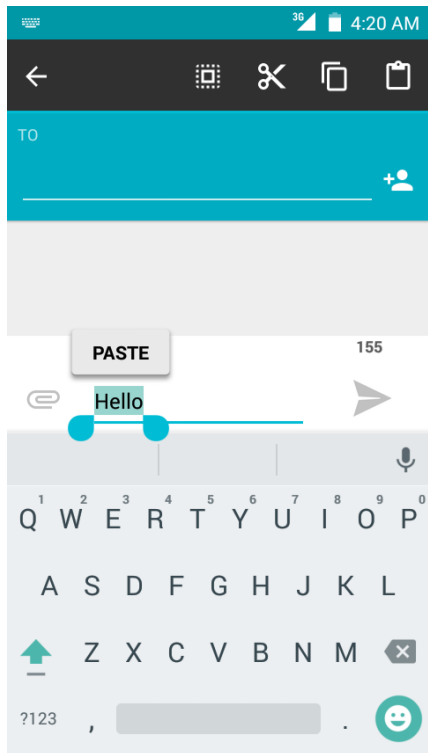 3G 4:20 AM
TO
PASTE
155
Hello
1 2 3 4 5 6 7 8 9 0
Q W E R T Y U I O P
A S D F G H J K L
Z X C V B N M
?123 , .